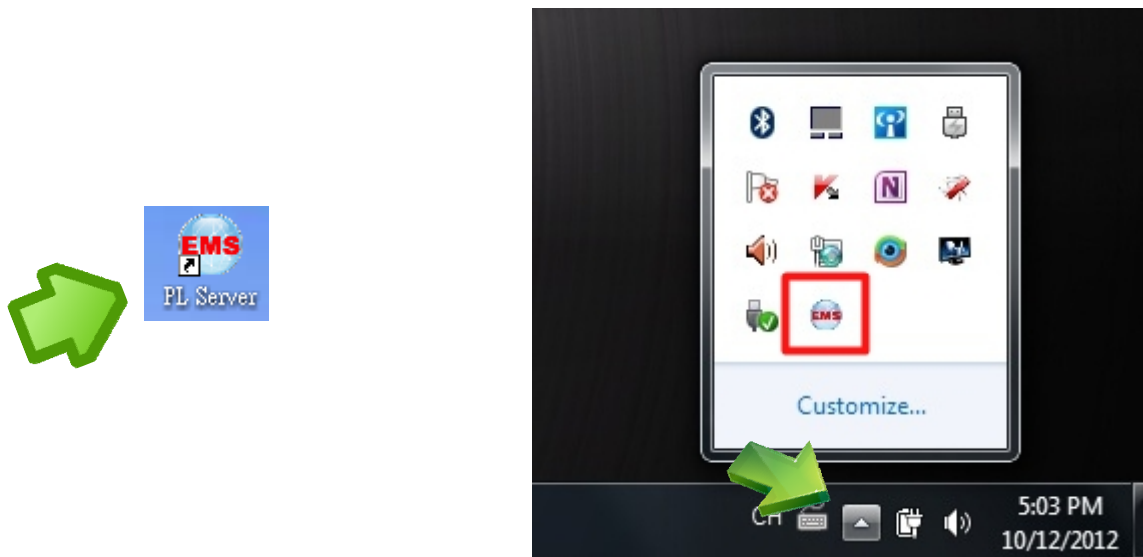 EMS
PL Server
N
EMS
Customize...
CH
5:03 PM
10/12/2012